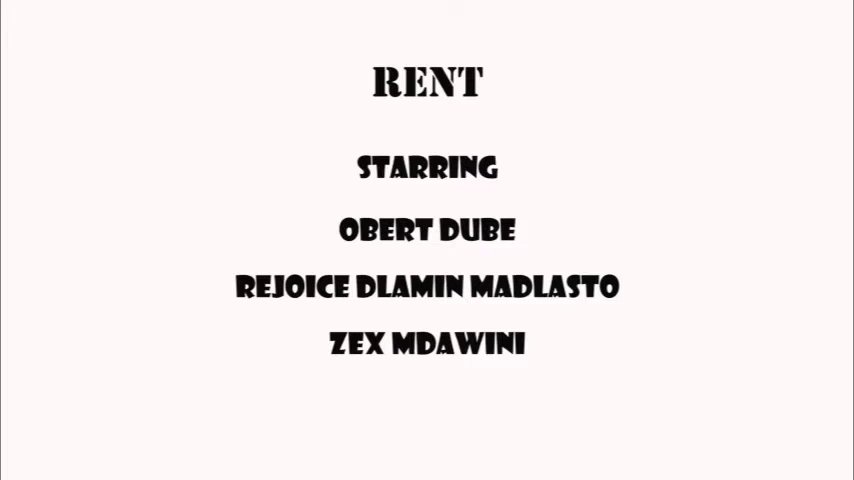 RENT
STARRING
OBERT DUBE
REJOICE DLAMIN MADLASTO
ZEX MDAWINI